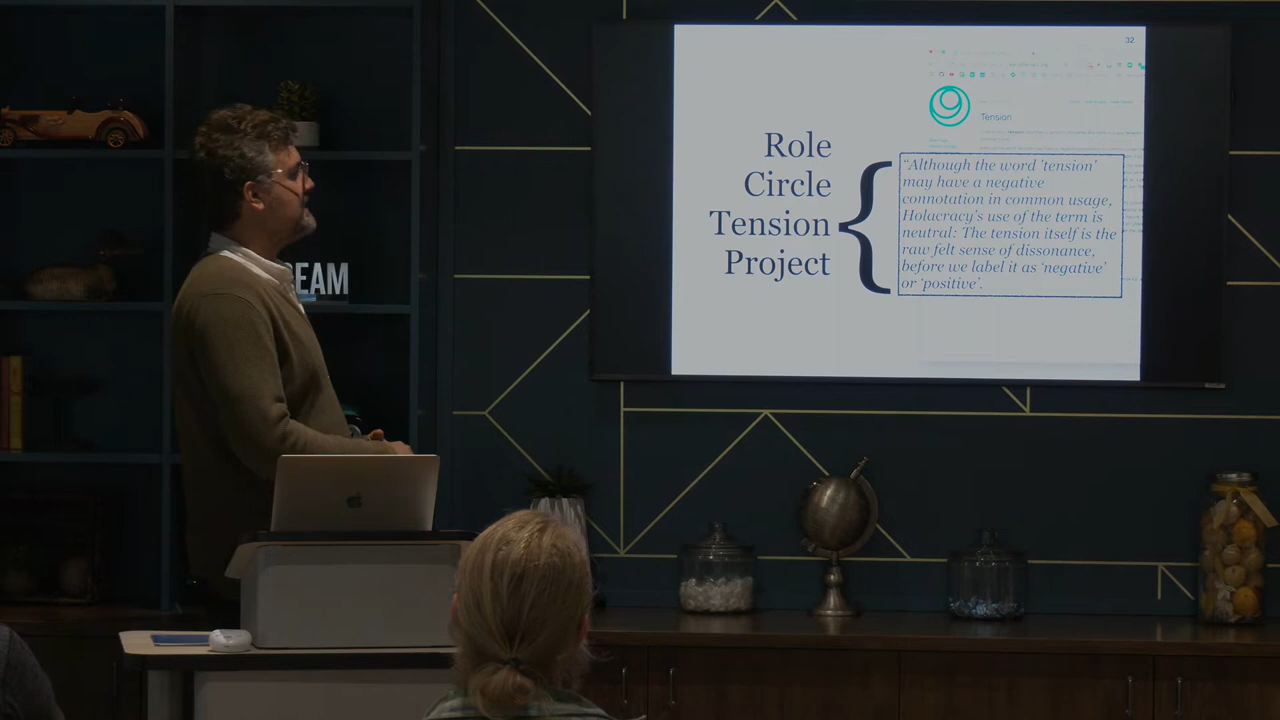 32
Tension
Role
Circle
Tension
Project
"Although the word 'tension'
may have a negative
connotation in common usage,
Holacracy's use of the term is
neutral: The tension itself is the
raw felt sense of dissonance,
before we label it as 'negative'
or 'positive'.
EAM